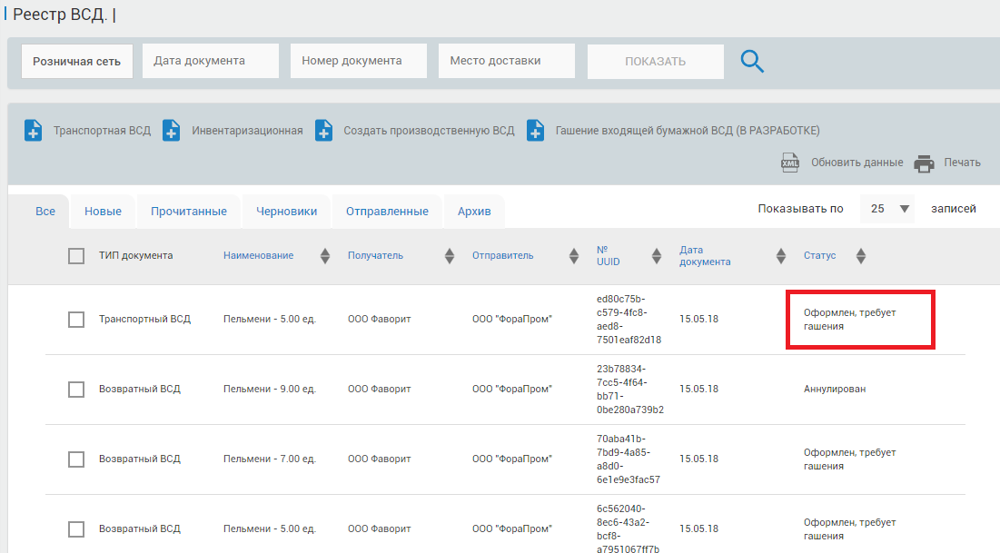 Реестр ВСД. |
Розничная сеть
Дата документа
Номер документа
Место доставки
ПОКАЗАТЬ
Транспортная ВСД
Инвентаризационная
Создать производственную ВСД
Гашение входящей бумажной ВСД (В РАЗРАБОТКЕ)
XML
Обновить данные
Печать
Все
Новые
Прочитанные
Черновики
Отправленные
Архив
Показывать по
25
записей
ТИП документа
Наименование
Получатель
Отправитель
№
UUID
Дата
документа
Статус
Транспортный ВСД
Пельмени - 5.00 ед.
ООО Фаворит
ООО "ФораПром"
ed80c75b-
c579-4fc8-
aed8-
7501eaf82d18
15.05.18
Оформлен, требует
гашения
Возвратный ВСД
Пельмени - 9.00 ед.
ООО Фаворит
ООО "ФораПром"
23b78834-
7cc5-4f64-
bb71-
0be280a739b2
15.05.18
Аннулирован
Возвратный ВСД
Пельмени - 7.00 ед.
ООО Фаворит
ООО "ФораПром"
70aba41b-
7bd9-4a85-
a8d0-
6e1e9e3fac57
15.05.18
Оформлен, требует
гашения
Возвратный ВСД
Пельмени - 5.00 ед.
ООО Фаворит
ООО "ФораПром"
6c562040-
8ec6-43a2-
bcf8-
a7951067ff7b
15.05.18
Оформлен, требует
гашения